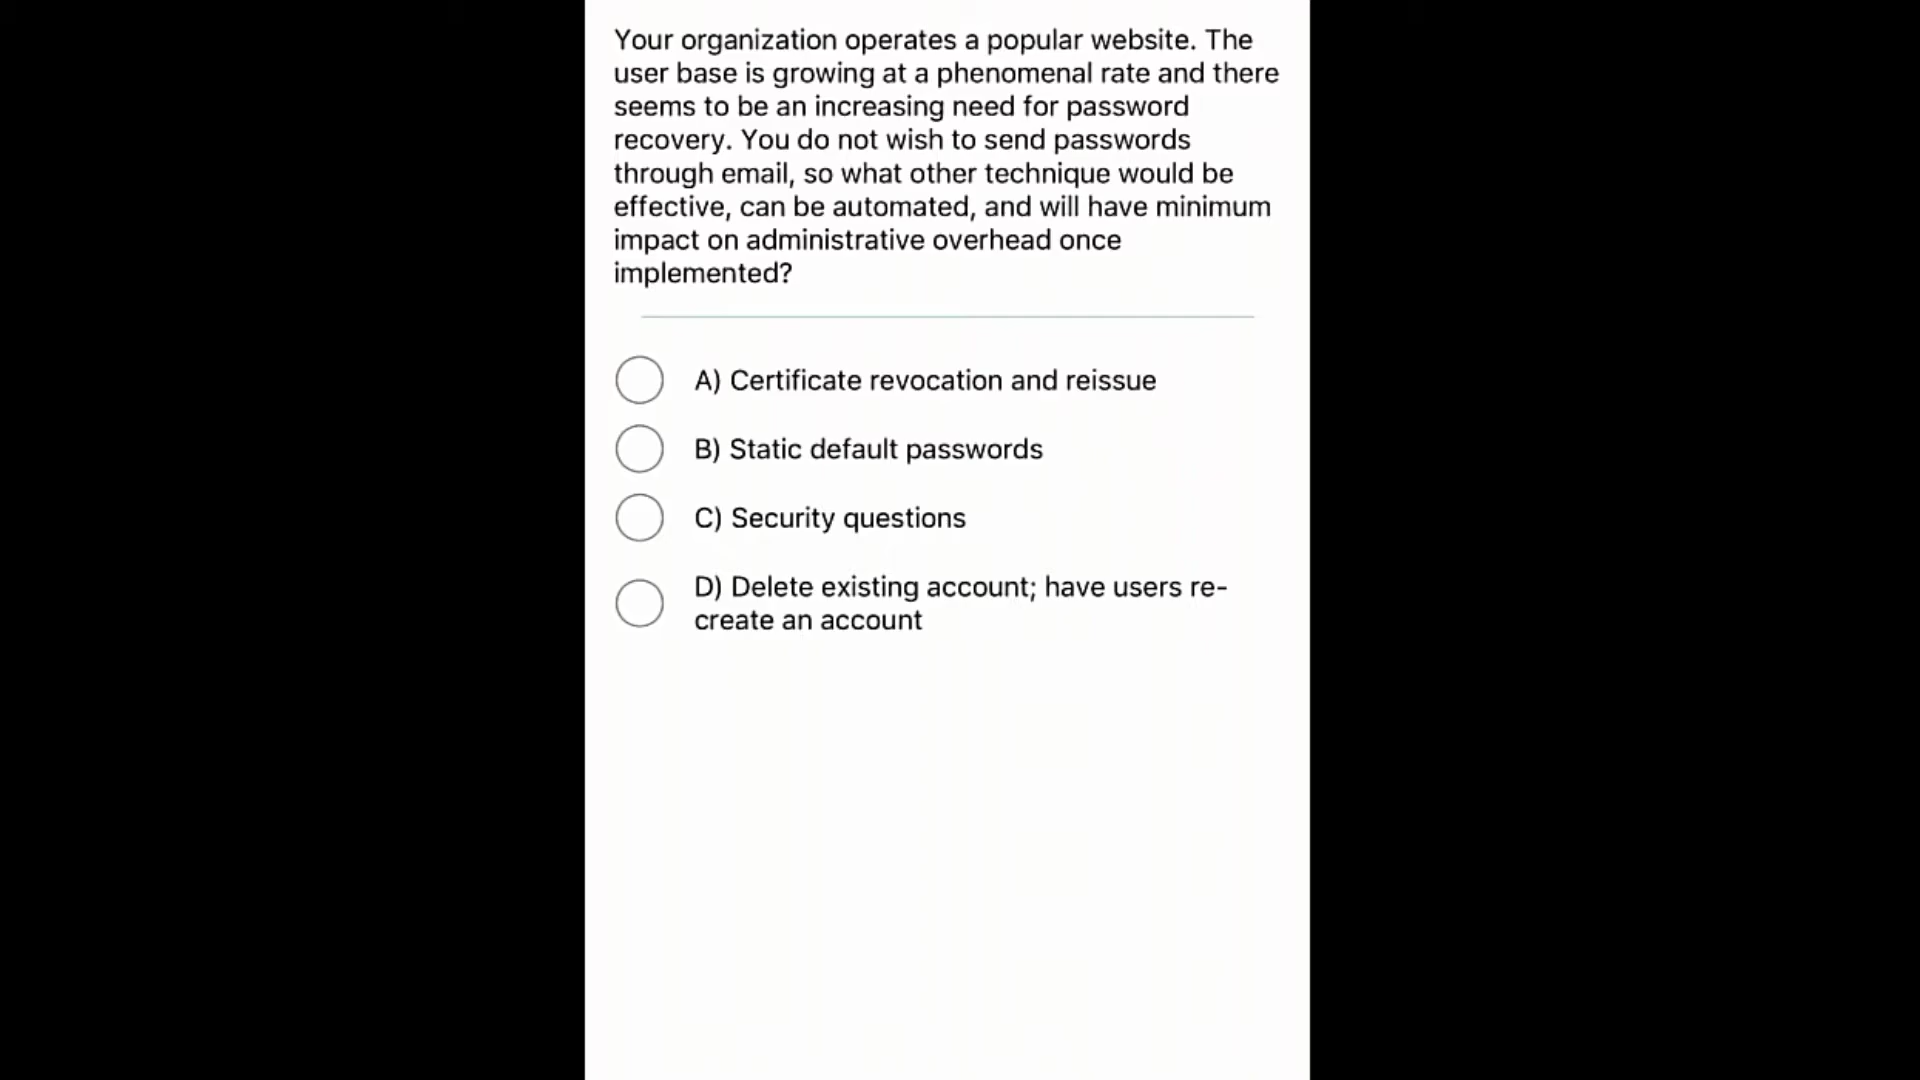 Your organization operates a popular website. The
user base is growing at a phenomenal rate and there
seems to be an increasing need for password
recovery. You do not wish to send passwords
through email, so what other technique would be
effective, can be automated, and will have minimum
impact on administrative overhead once
implemented?
A) Certificate revocation and reissue
B) Static default passwords
C) Security questions
D) Delete existing account; have users re-
create an account